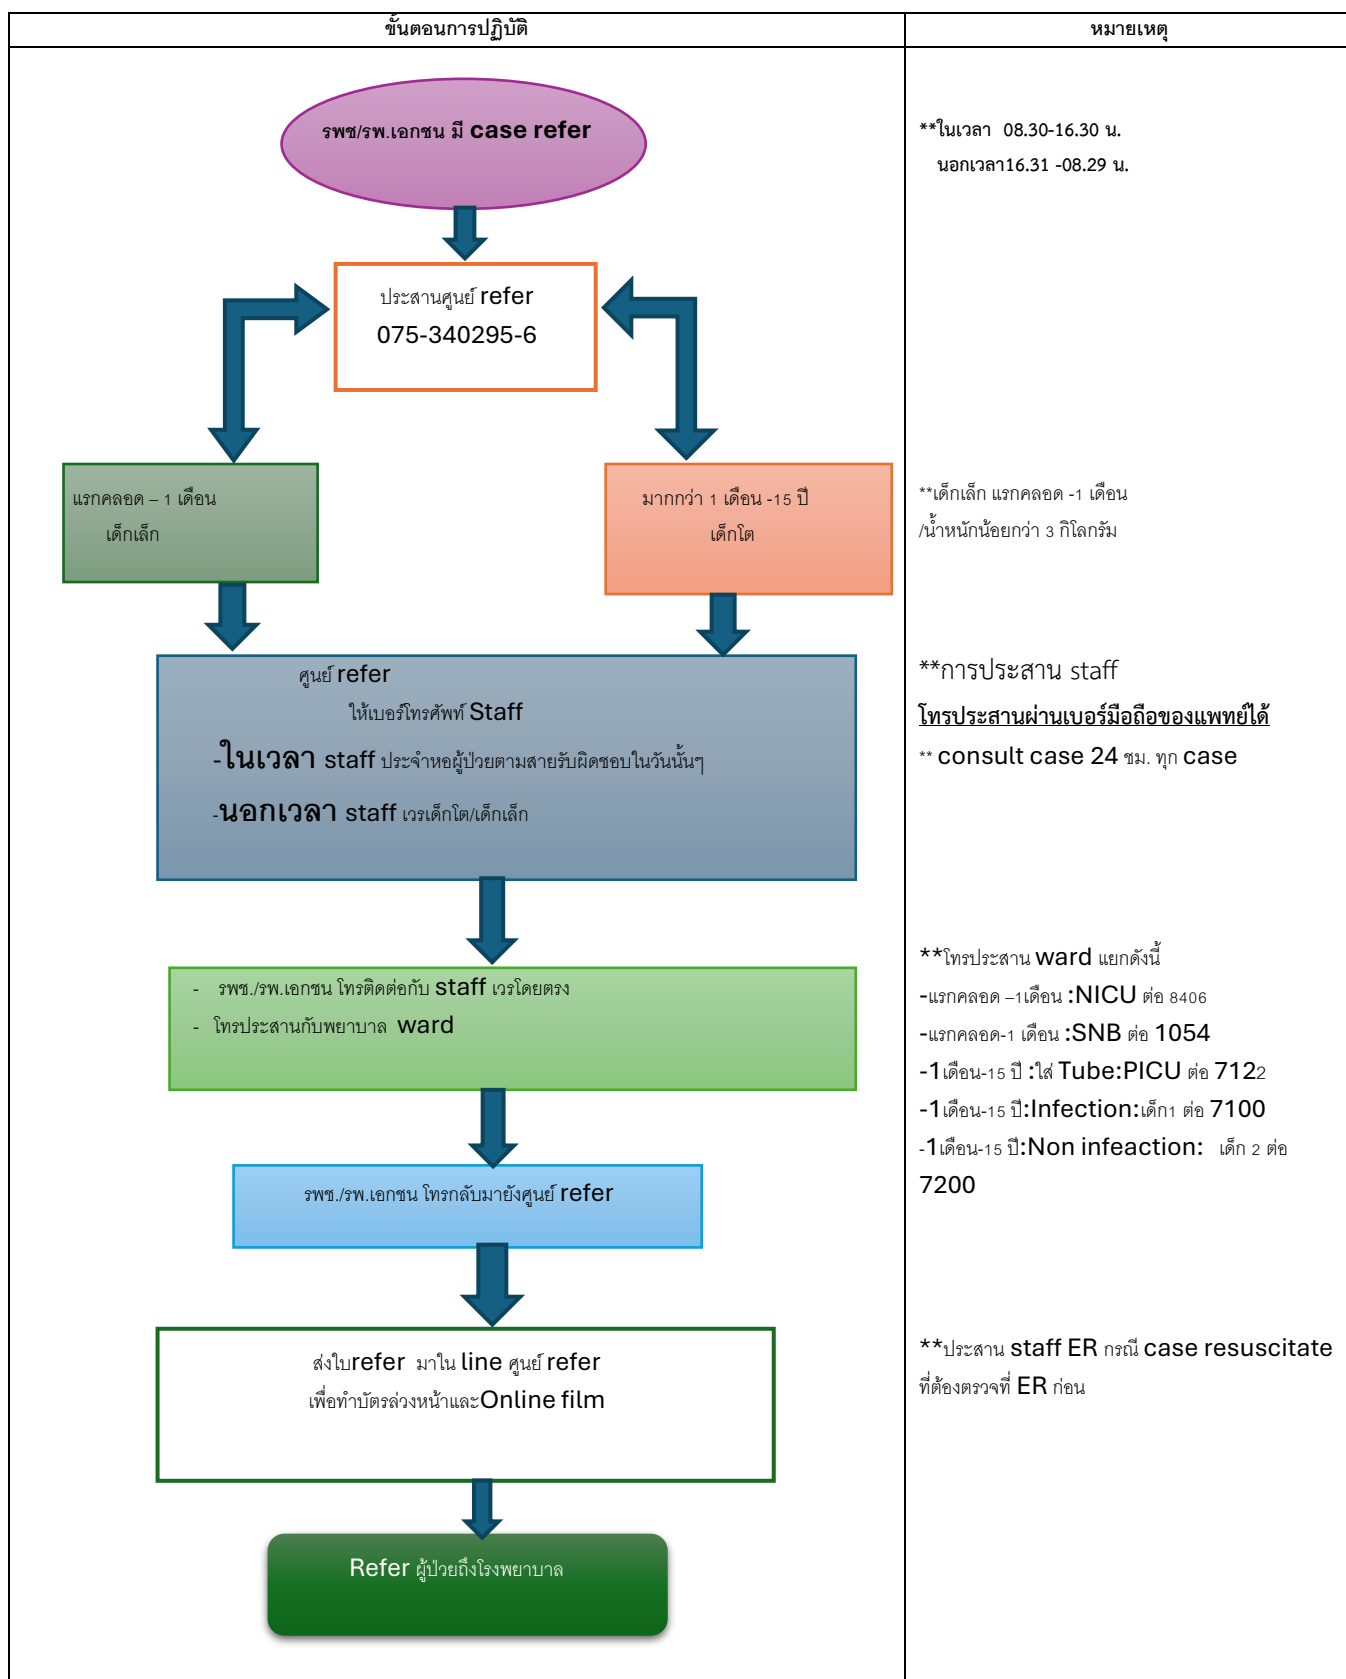 ขั้นตอนการปฏิบัติ
หมายเหตุ
รพช/รพ.เอกชน มี case refer
**ในเวลา 08.30-16.30 น.
นอกเวลา16.31 -08.29 น.
ประสานศูนย์ refer
075-340295-6
แรกคลอด – 1 เดือน
เด็กเล็ก
มากกว่า 1 เดือน -15 ปี
เด็กโต
**เด็กเล็ก แรกคลอด -1 เดือน
/น้ำหนักน้อยกว่า 3 กิโลกรัม
ศูนย์ refer
ให้เบอร์โทรศัพท์ Staff
-ในเวลา staff ประจำหอผู้ป่วยตามสายรับผิดชอบในวันนั้นๆ
-นอกเวลา staff เวรเด็กโต/เด็กเล็ก
**การประสาน staff
โทรประสานผ่านเบอร์มือถือของแพทย์ได้
** consult case 24 ชม. ทุก case
- รพช./รพ.เอกชน โทรติดต่อกับ staff เวรโดยตรง
- โทรประสานกับพยาบาล ward
**โทรประสาน ward แยกดังนี้
-แรกคลอด –1เดือน :NICU ต่อ 8406
-แรกคลอด-1 เดือน :SNB ต่อ 1054
-1เดือน-15 ปี :ใส่ Tube:PICU ต่อ 7122
-1เดือน-15 ปี:Infection:เด็ก1 ต่อ 7100
-1เดือน-15 ปี:Non infeaction: เด็ก 2 ต่อ
7200
รพช./รพ.เอกชน โทรกลับมายังศูนย์ refer
ส่งใบrefer มาใน line ศูนย์ refer
เพื่อทำบัตรล่วงหน้าและOnline film
**ประสาน staff ER กรณี case resuscitate
ที่ต้องตรวจที่ ER ก่อน
Refer ผู้ป่วยถึงโรงพยาบาล